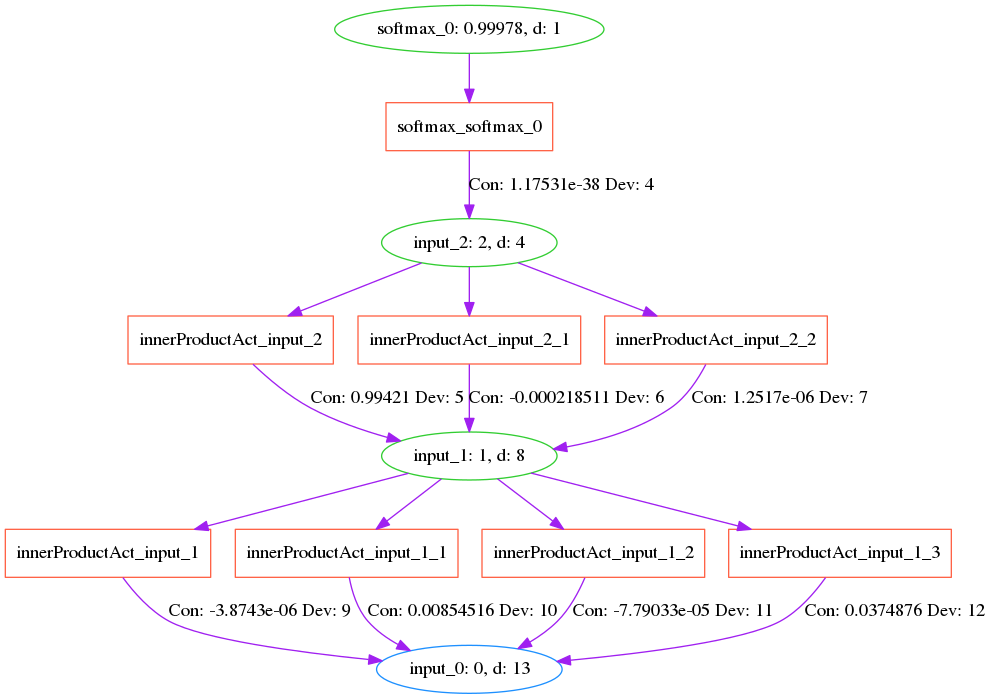 softmax_0: 0.99978, d: 1
softmax_softmax_0
Con: 1.17531e-38 Dev: 4
input_2: 2, d: 4
innerProductAct_input_2
innerProductAct_input_2_1
innerProductAct_input_2_2
Con: 0.99421 Dev: 5
Con: -0.000218511 Dev: 6
Con: 1.2517e-06 Dev: 7
input_1: 1, d: 8
innerProductAct_input_1
innerProductAct_input_1_1
innerProductAct_input_1_2
innerProductAct_input_1_3
Con: -3.8743e-06 Dev: 9
Con: 0.00854516 Dev: 10
Con: -7.79033e-05 Dev: 11
Con: 0.0374876 Dev: 12
input_0: 0, d: 13